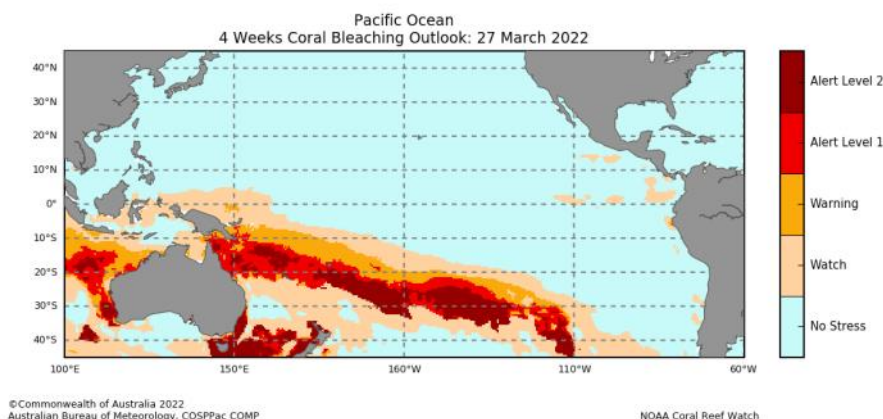 Pacific Ocean
4 Weeks Coral Bleaching Outlook: 27 March 2022
40°N
30°N
20°N
10°N
0°
10°S
20°S
30°S
40°S
100°E
150°E
160°W
110°W
60°W
Alert Level 2
Alert Level 1
Warning
Watch
No Stress
©Commonwealth of Australia 2022
Australian Bureau of Meteorology, COSPPac COMP
NOAA Coral Reef Watch